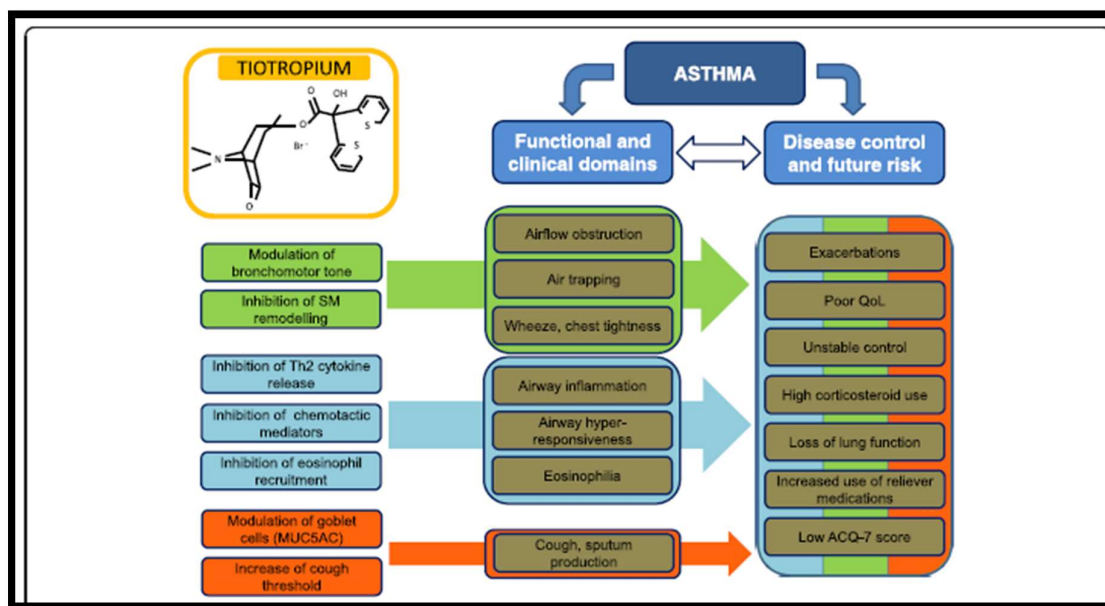 TIOTROPIUM
O
OH
O
S
S
Br⁻
N
O
ASTHMA
Functional and
clinical domains
Disease control
and future risk
Modulation of
bronchomotor tone
Inhibition of SM
remodelling
Airflow obstruction
Air trapping
Wheeze, chest tightness
Inhibition of Th2 cytokine
release
Inhibition of chemotactic
mediators
Inhibition of eosinophil
recruitment
Airway inflammation
Airway hyper-
responsiveness
Eosinophilia
Modulation of goblet
cells (MUC5AC)
Increase of cough
threshold
Cough, sputum
production
Exacerbations
Poor QoL
Unstable control
High corticosteroid use
Loss of lung function
Increased use of reliever
medications
Low ACQ–7 score